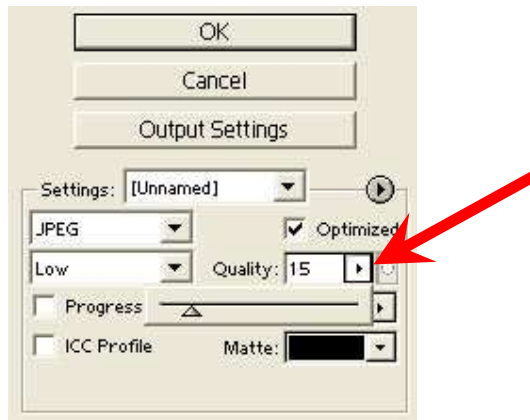 OK
Cancel
Output Settings
Settings: [Unnamed]
JPEG Optimized
Low Quality: 15
Progress
ICC Profile Matte: